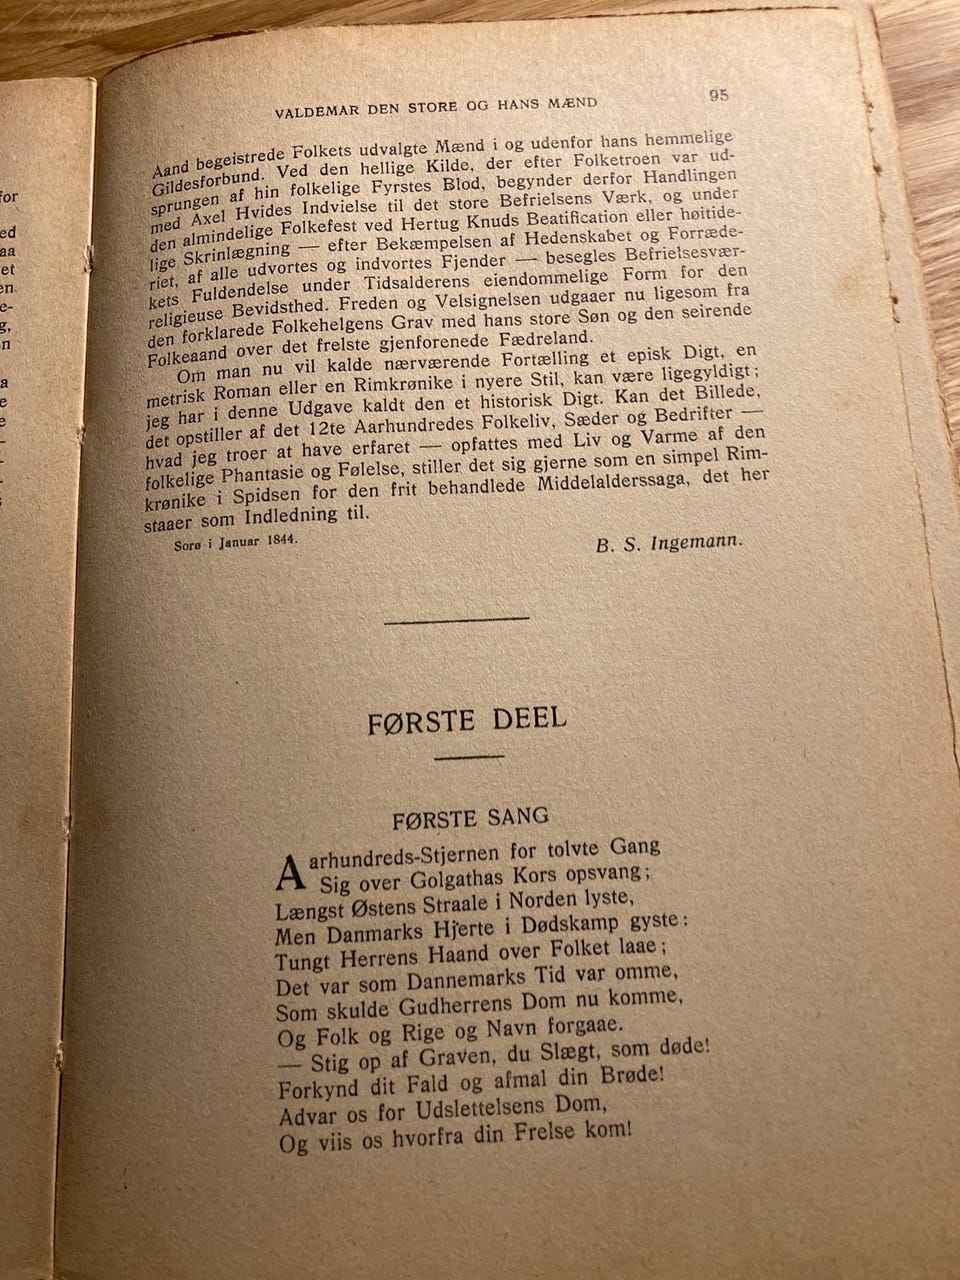 VALDEMAR DEN STORE OG HANS MÆND 95
Aand begeistrede Folkets udvalgte Mænd i og udenfor hans hemmelige
Gildesforbund. Ved den hellige Kilde, der efter Folketroen var ud-
sprungen af hin folkelige Fyrstes Blod, begynder derfor Handlingen
med Axel Hvides Indvielse til det store Befrielsens Værk, og under
den almindelige Folkefest ved Hertug Knuds Beatification eller høitide-
lige Skrinlægning — efter Bekæmpelsen af Hedenskabet og Forræde-
riet, af alle udvortes og indvortes Fjender — besegles Befrielsesvær-
kets Fuldendelse under Tidsalderens eiendommelige Form for den
religieuse Bevidsthed. Freden og Velsignelsen udgaaer nu ligesom fra
den forklarede Folkehelgens Grav med hans store Søn og den seirende
Folkeaand over det frelste gjenforenede Fædreland.
Om man nu vil kalde nærværende Fortælling et episk Digt, en
metrisk Roman eller en Rimkrønike i nyere Stil, kan være ligegyldigt;
jeg har i denne Udgave kaldt den et historisk Digt. Kan det Billede,
det opstiller af det 12te Aarhundredes Folkeliv, Sæder og Bedrifter —
hvad jeg troer at have erfaret — opfattes med Liv og Varme af den
folkelige Phantasie og Følelse, stiller det sig gjerne som en simpel Rim-
krønike i Spidsen for den frit behandlede Middelalderssaga, det her
staaer som Indledning til.
Sorø i Januar 1844.
B. S. Ingemann.
FØRSTE DEEL
FØRSTE SANG
Aarhundreds-Stjernen for tolvte Gang
Sig over Golgathas Kors opsvang;
Længst Østens Straale i Norden lyste,
Men Danmarks Hjerte i Dødskamp gyste:
Tungt Herrens Haand over Folket laae;
Det var som Dannemarks Tid var omme,
Som skulde Gudherrens Dom nu komme,
Og Folk og Rige og Navn forgaae.
— Stig op af Graven, du Slægt, som døde!
Forkynd dit Fald og afmal din Brøde!
Advar os for Udslettelsens Dom,
Og viis os hvorfra din Frelse kom!